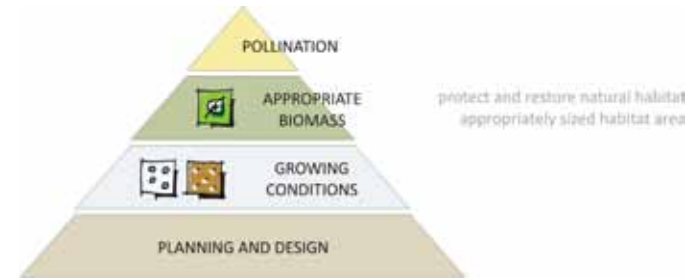 POLLINATION
APPROPRIATE
BIOMASS
protect and restore natural habitat
appropriately sized habitat area
GROWING
CONDITIONS
PLANNING AND DESIGN